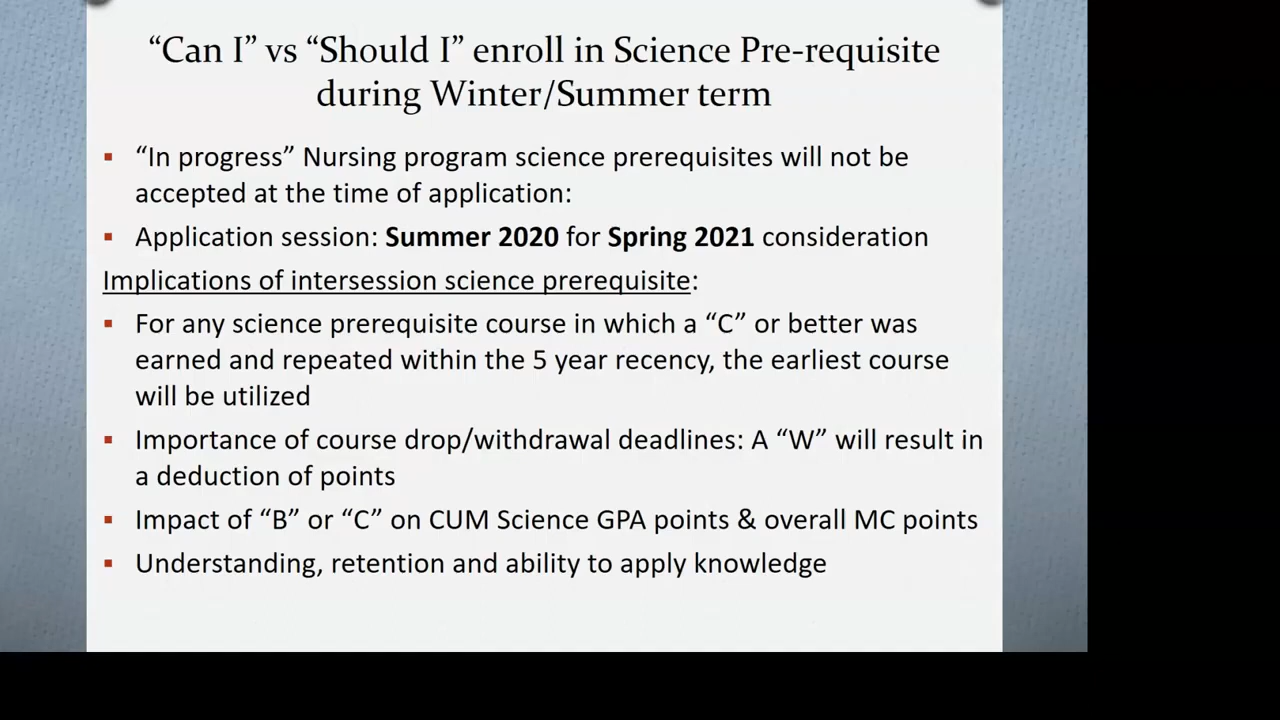 “Can I” vs “Should I” enroll in Science Pre-requisite
during Winter/Summer term
▪ “In progress” Nursing program science prerequisites will not be
accepted at the time of application:
▪ Application session: Summer 2020 for Spring 2021 consideration
Implications of intersession science prerequisite:
▪ For any science prerequisite course in which a “C” or better was
earned and repeated within the 5 year recency, the earliest course
will be utilized
▪ Importance of course drop/withdrawal deadlines: A “W” will result in
a deduction of points
▪ Impact of “B” or “C” on CUM Science GPA points & overall MC points
▪ Understanding, retention and ability to apply knowledge